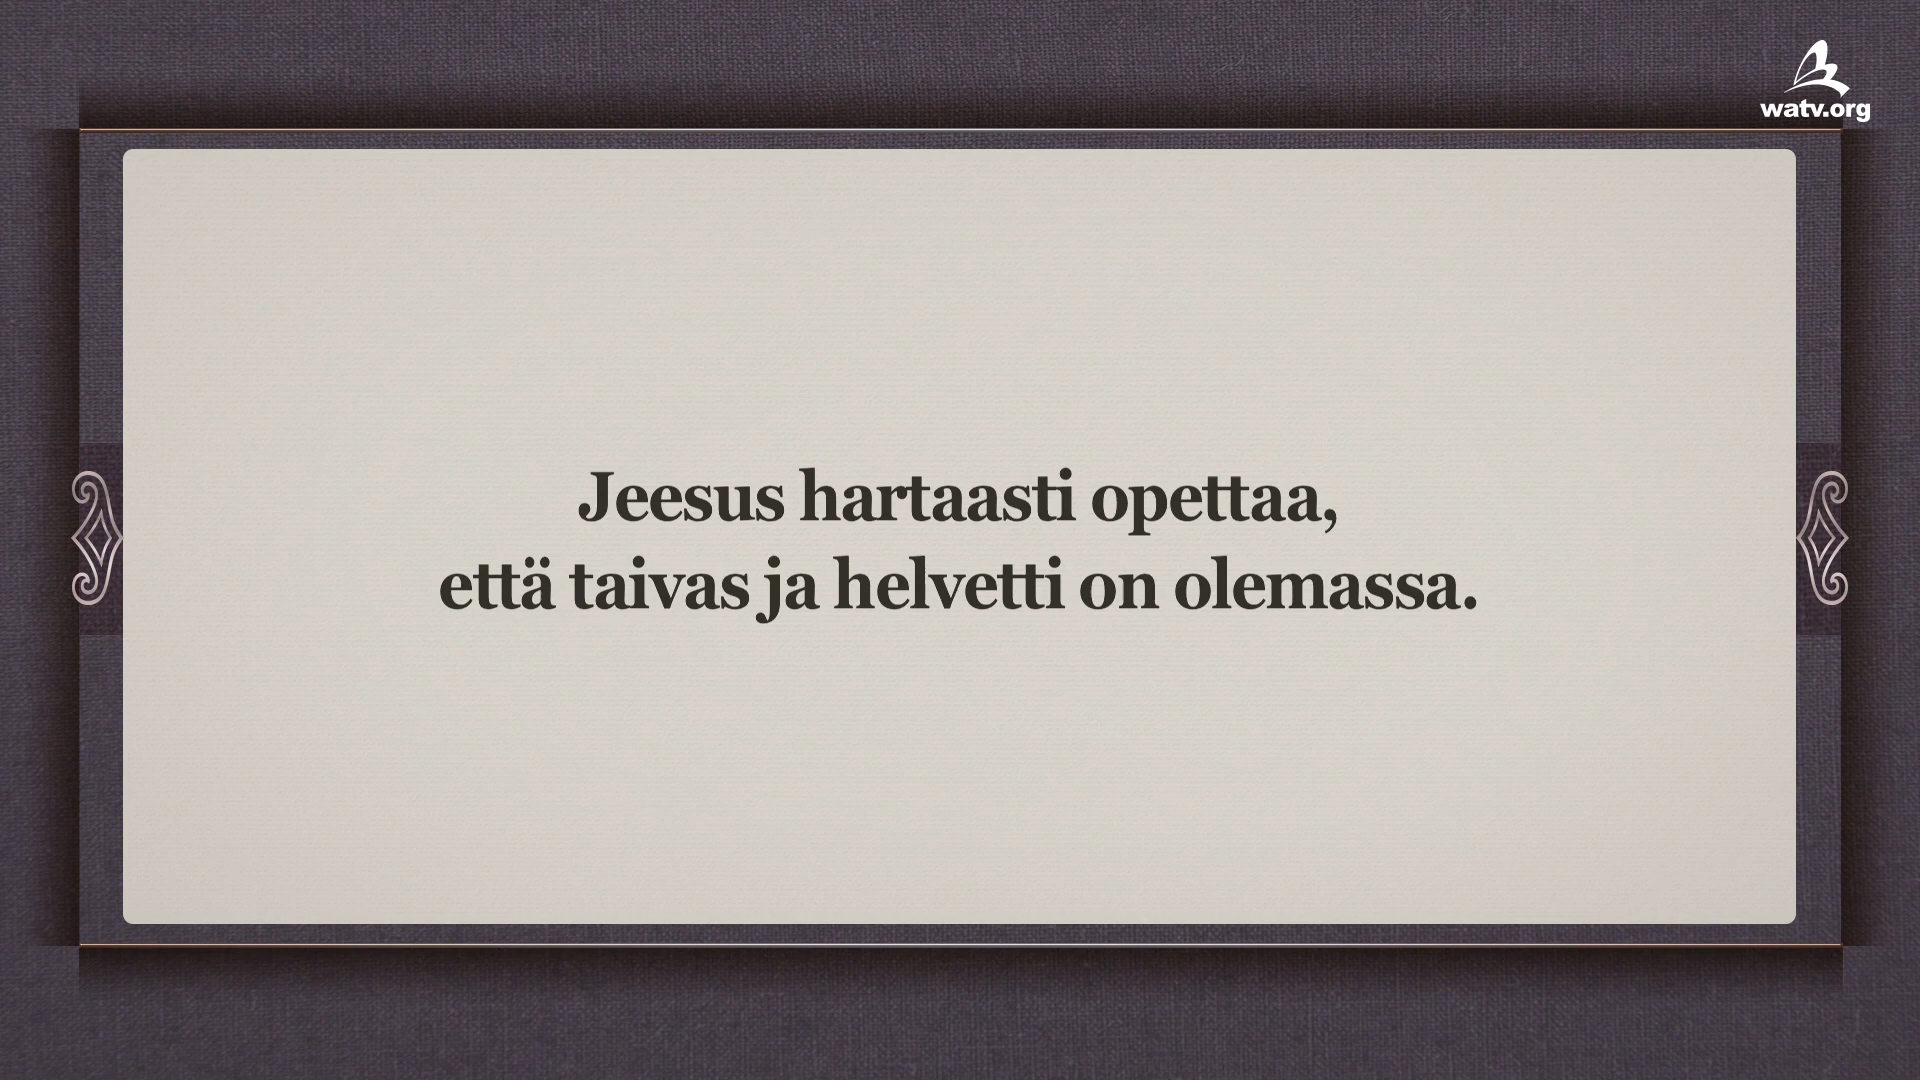 watv.org
Jeesus hartaasti opettaa,
että taivas ja helvetti on olemassa.